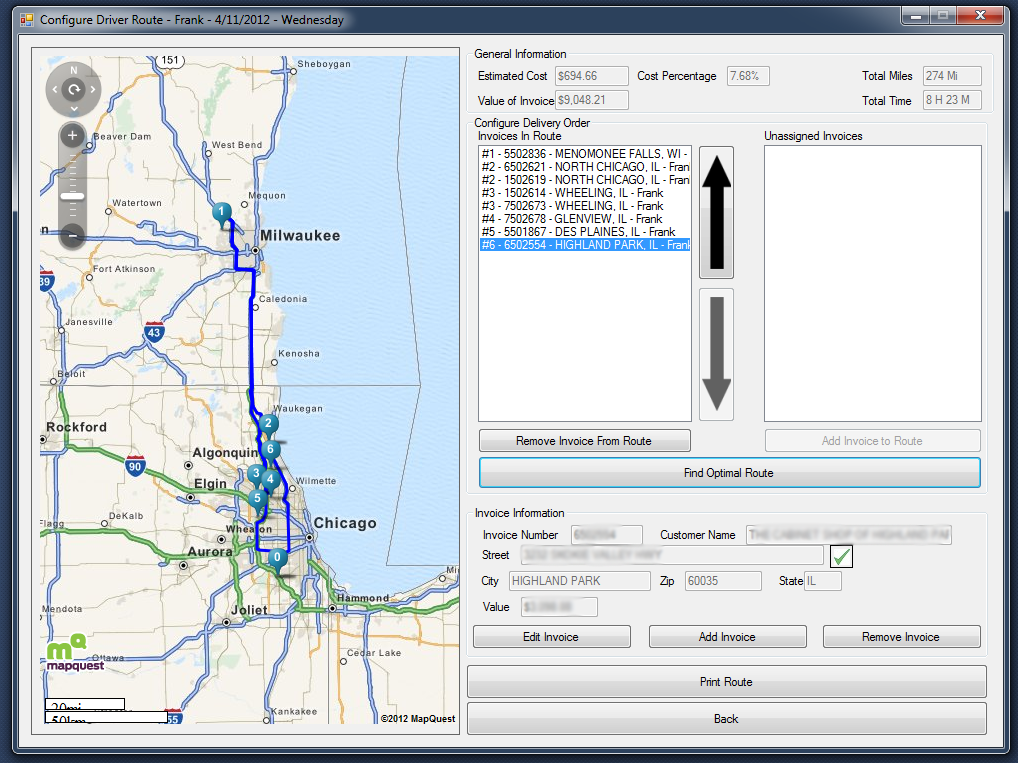 Configure Driver Route - Frank - 4/11/2012 - Wednesday
General Information
Estimated Cost $694.66 Cost Percentage 7.68% Total Miles 274 Mi
Value of Invoice $9,048.21 Total Time 8 H 23 M
Configure Delivery Order
Invoices In Route
Unassigned Invoices
#1 - 5502836 - MENOMONEE FALLS, WI -
#2 - 6502621 - NORTH CHICAGO, IL - Fran
#2 - 1502619 - NORTH CHICAGO, IL - Fran
#3 - 1502614 - WHEELING, IL - Frank
#3 - 7502673 - WHEELING, IL - Frank
#4 - 7502678 - GLENVIEW, IL - Frank
#5 - 5501867 - DES PLAINES, IL - Frank
#6 - 6502554 - HIGHLAND PARK, IL - Frank
Remove Invoice From Route
Add Invoice to Route
Find Optimal Route
Invoice Information
Invoice Number
Customer Name
Street
City HIGHLAND PARK Zip 60035 State IL
Value
Edit Invoice
Add Invoice
Remove Invoice
Print Route
Back
151
Sheboygan
N
Beaver Dam
West Bend
Watertown
Mequon
1
n
Milwaukee
Fort Atkinson
39
Caledonia
Janesville
43
Kenosha
Beloit
Waukegan
2
Rockford
6
Algonquin
90
3
4
Elgin
Wilmette
5
DeKalb
Flagg
Wheaton
Chicago
Aurora
0
Mi
Hammond
Mendota
Joliet
mapquest
Ottawa
Cedar Lake
20mi
50km
55
Kankakee
©2012 MapQuest